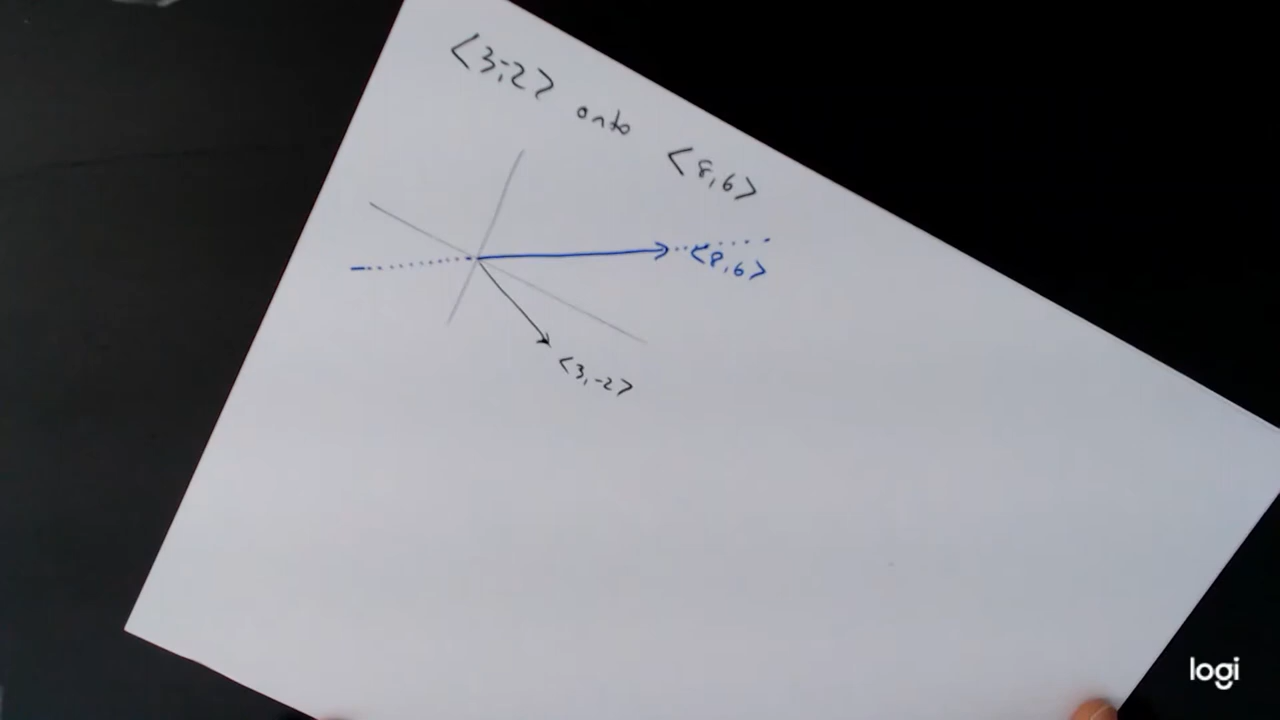 <3,-2> onto <8,6>
<8,6>
<3,-2>
logi